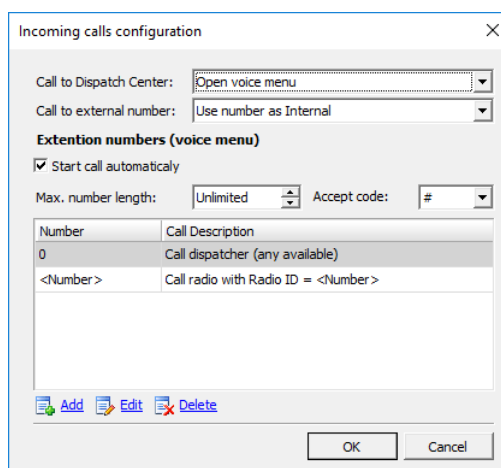 Incoming calls configuration
Call to Dispatch Center: Open voice menu
Call to external number: Use number as Internal
Extention numbers (voice menu)
Start call automaticaly
Max. number length: Unlimited Accept code: #
Number Call Description
0 Call dispatcher (any available)
<Number> Call radio with Radio ID = <Number>
Add Edit Delete
OK Cancel